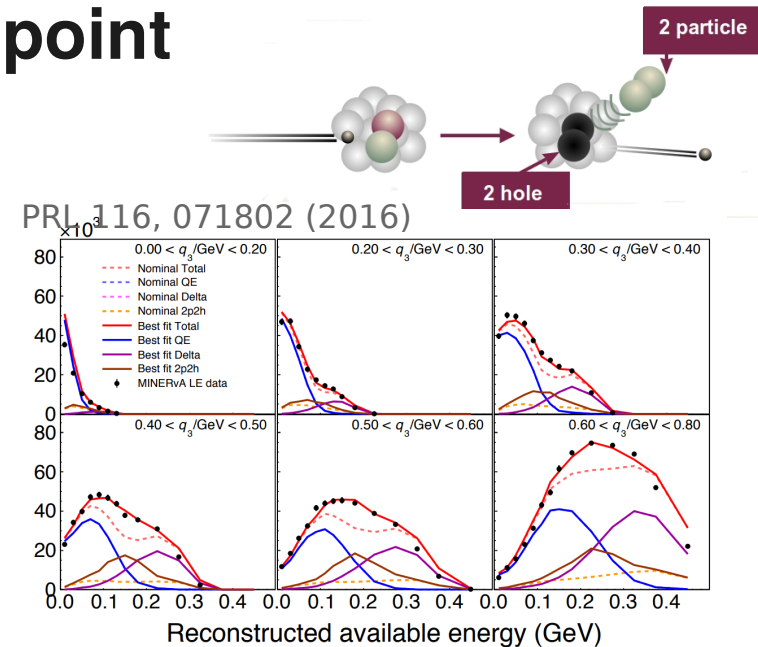 point
2 particle
2 hole
PRL 116, 071802 (2016)
×10³
0.00 < q₃/GeV < 0.20
0.20 < q₃/GeV < 0.30
0.30 < q₃/GeV < 0.40
80
60
40
20
0
Nominal Total
Nominal QE
Nominal Delta
Nominal 2p2h
Best fit Total
Best fit QE
Best fit Delta
Best fit 2p2h
MINERvA LE data
0.40 < q₃/GeV < 0.50
0.50 < q₃/GeV < 0.60
0.60 < q₃/GeV < 0.80
80
60
40
20
0
0.0 0.1 0.2 0.3 0.4
0.0 0.1 0.2 0.3 0.4
0.0 0.1 0.2 0.3 0.4
Reconstructed available energy (GeV)